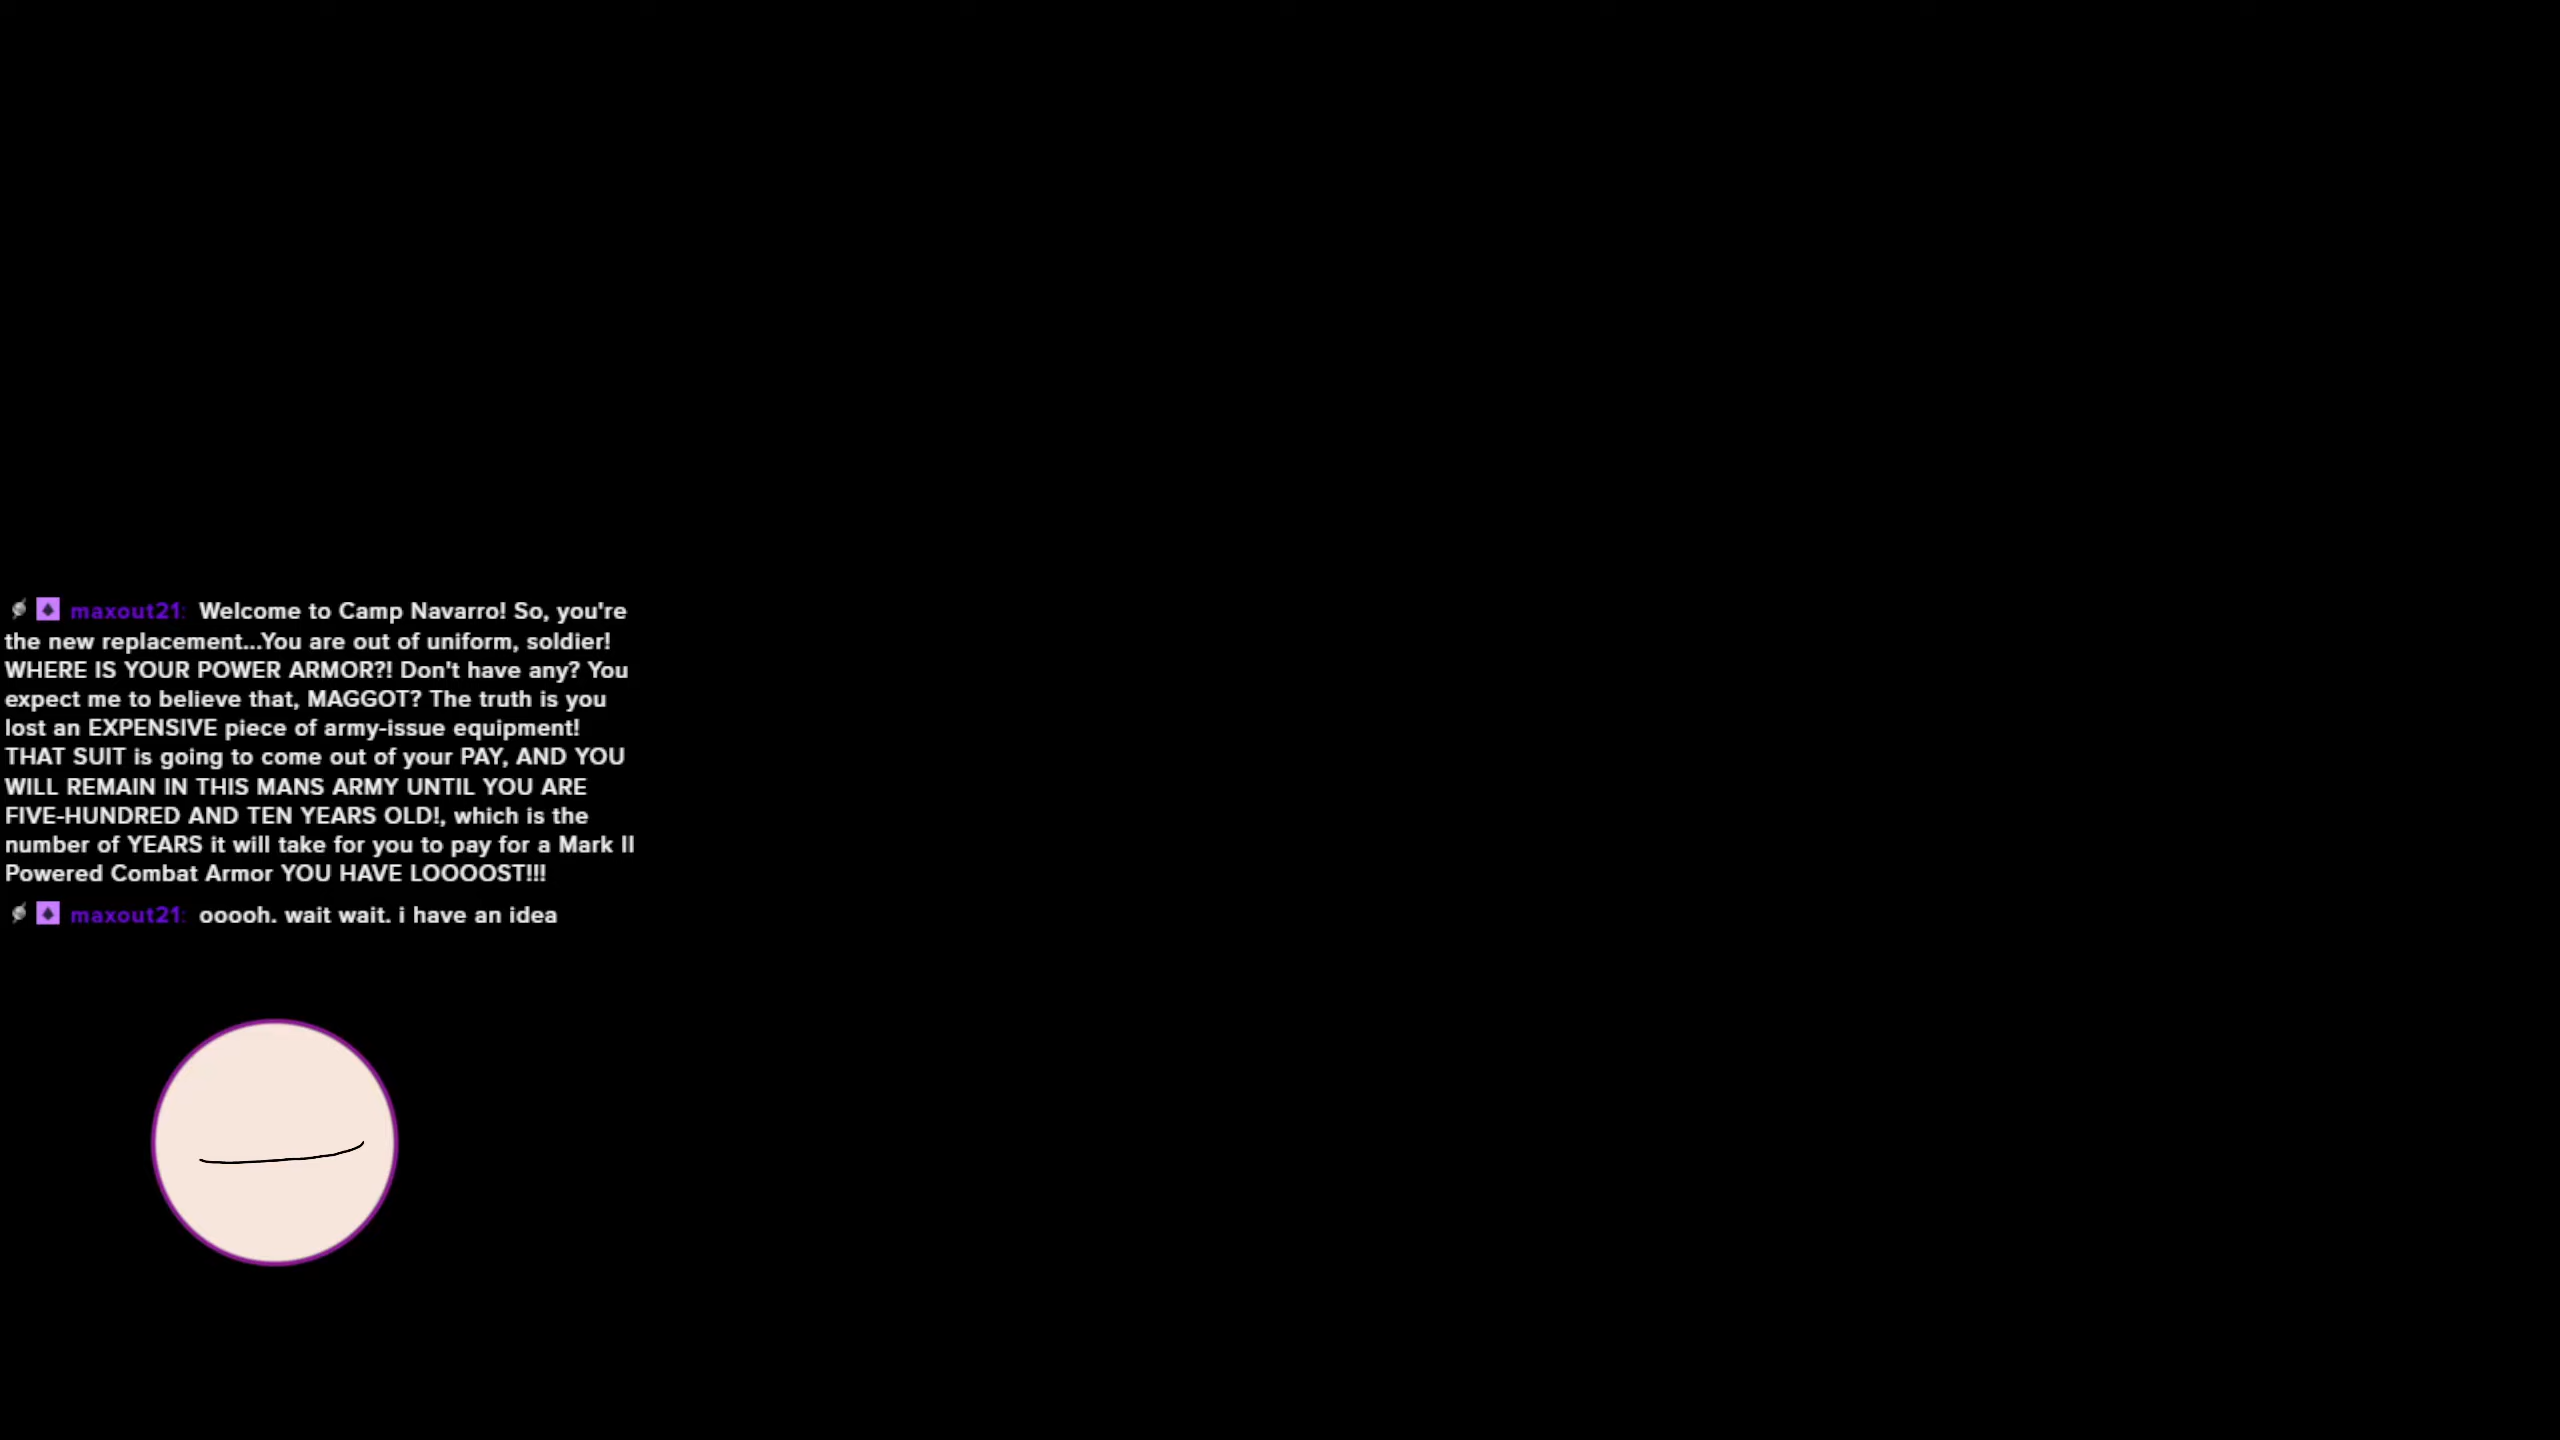 maxout21: Welcome to Camp Navarro! So, you're
the new replacement...You are out of uniform, soldier!
WHERE IS YOUR POWER ARMOR?! Don't have any? You
expect me to believe that, MAGGOT? The truth is you
lost an EXPENSIVE piece of army-issue equipment!
THAT SUIT is going to come out of your PAY, AND YOU
WILL REMAIN IN THIS MANS ARMY UNTIL YOU ARE
FIVE-HUNDRED AND TEN YEARS OLD!, which is the
number of YEARS it will take for you to pay for a Mark II
Powered Combat Armor YOU HAVE LOOOOST!!!
maxout21: ooooh. wait wait. i have an idea